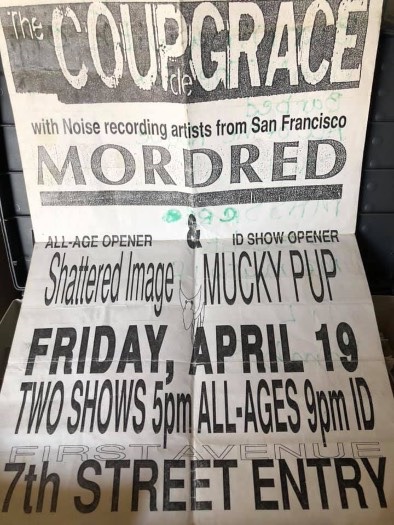 The
COUP de GRACE
with Noise recording artists from San Francisco
MORDRED
&
ALL-AGE OPENER ID SHOW OPENER
Shattered Image MUCKY PUP
FRIDAY, APRIL 19
TWO SHOWS 5pm ALL-AGES 9pm ID
FIRST AVENUE
7th STREET ENTRY